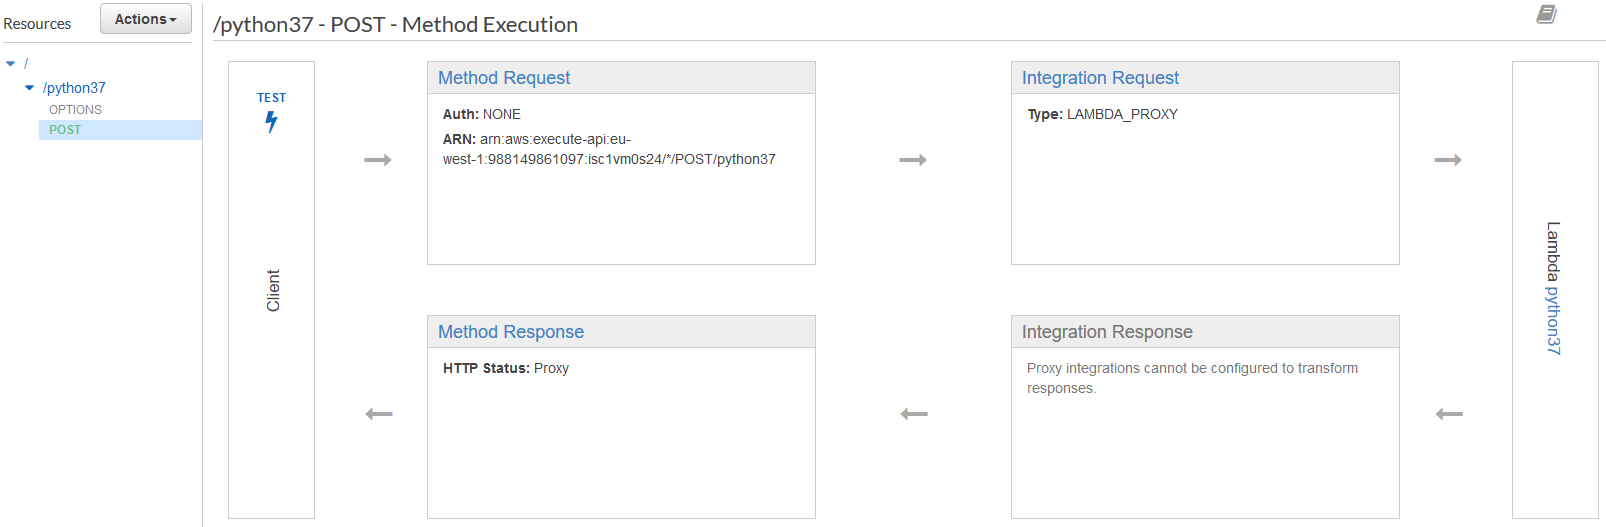 Resources
Actions
/
/python37
OPTIONS
POST
/python37 - POST - Method Execution
TEST
Client
Method Request
Auth: NONE
ARN: arn:aws:execute-api:eu-
west-1:988149861097:isc1vm0s24/*/POST/python37
Integration Request
Type: LAMBDA_PROXY
Lambda python37
Method Response
HTTP Status: Proxy
Integration Response
Proxy integrations cannot be configured to transform
responses.